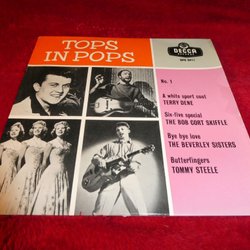 TOPS
IN POPS
DECCA
No. 1
A white sport coat
TERRY DENE
Six-five special
THE BOB CORT SKIFFLE
Bye bye love
THE BEVERLEY SISTERS
Butterfingers
TOMMY STEELE